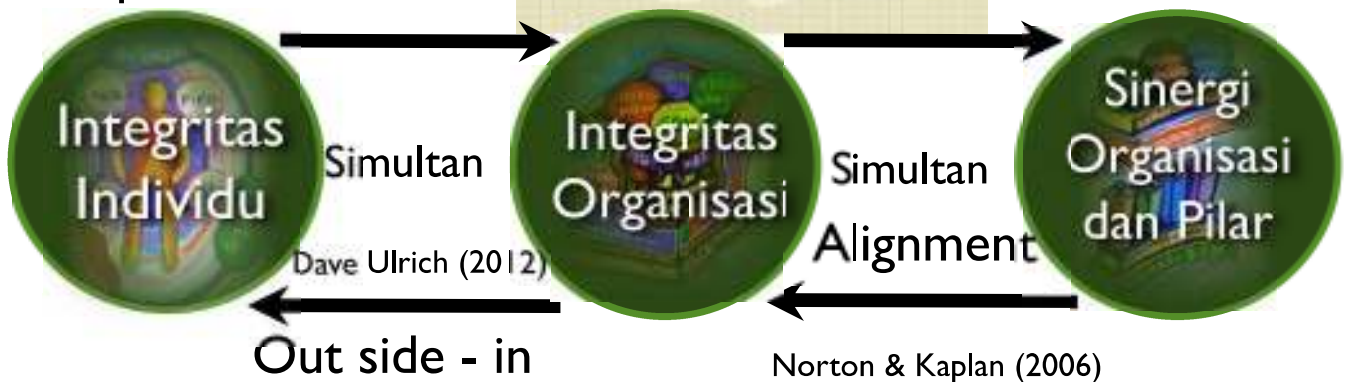 Integritas
Individu
Simultan
Dave Ulrich (2012)
Out side - in
Integritas
Organisasi
Simultan
Alignment
Norton & Kaplan (2006)
Sinergi
Organisasi
dan Pilar